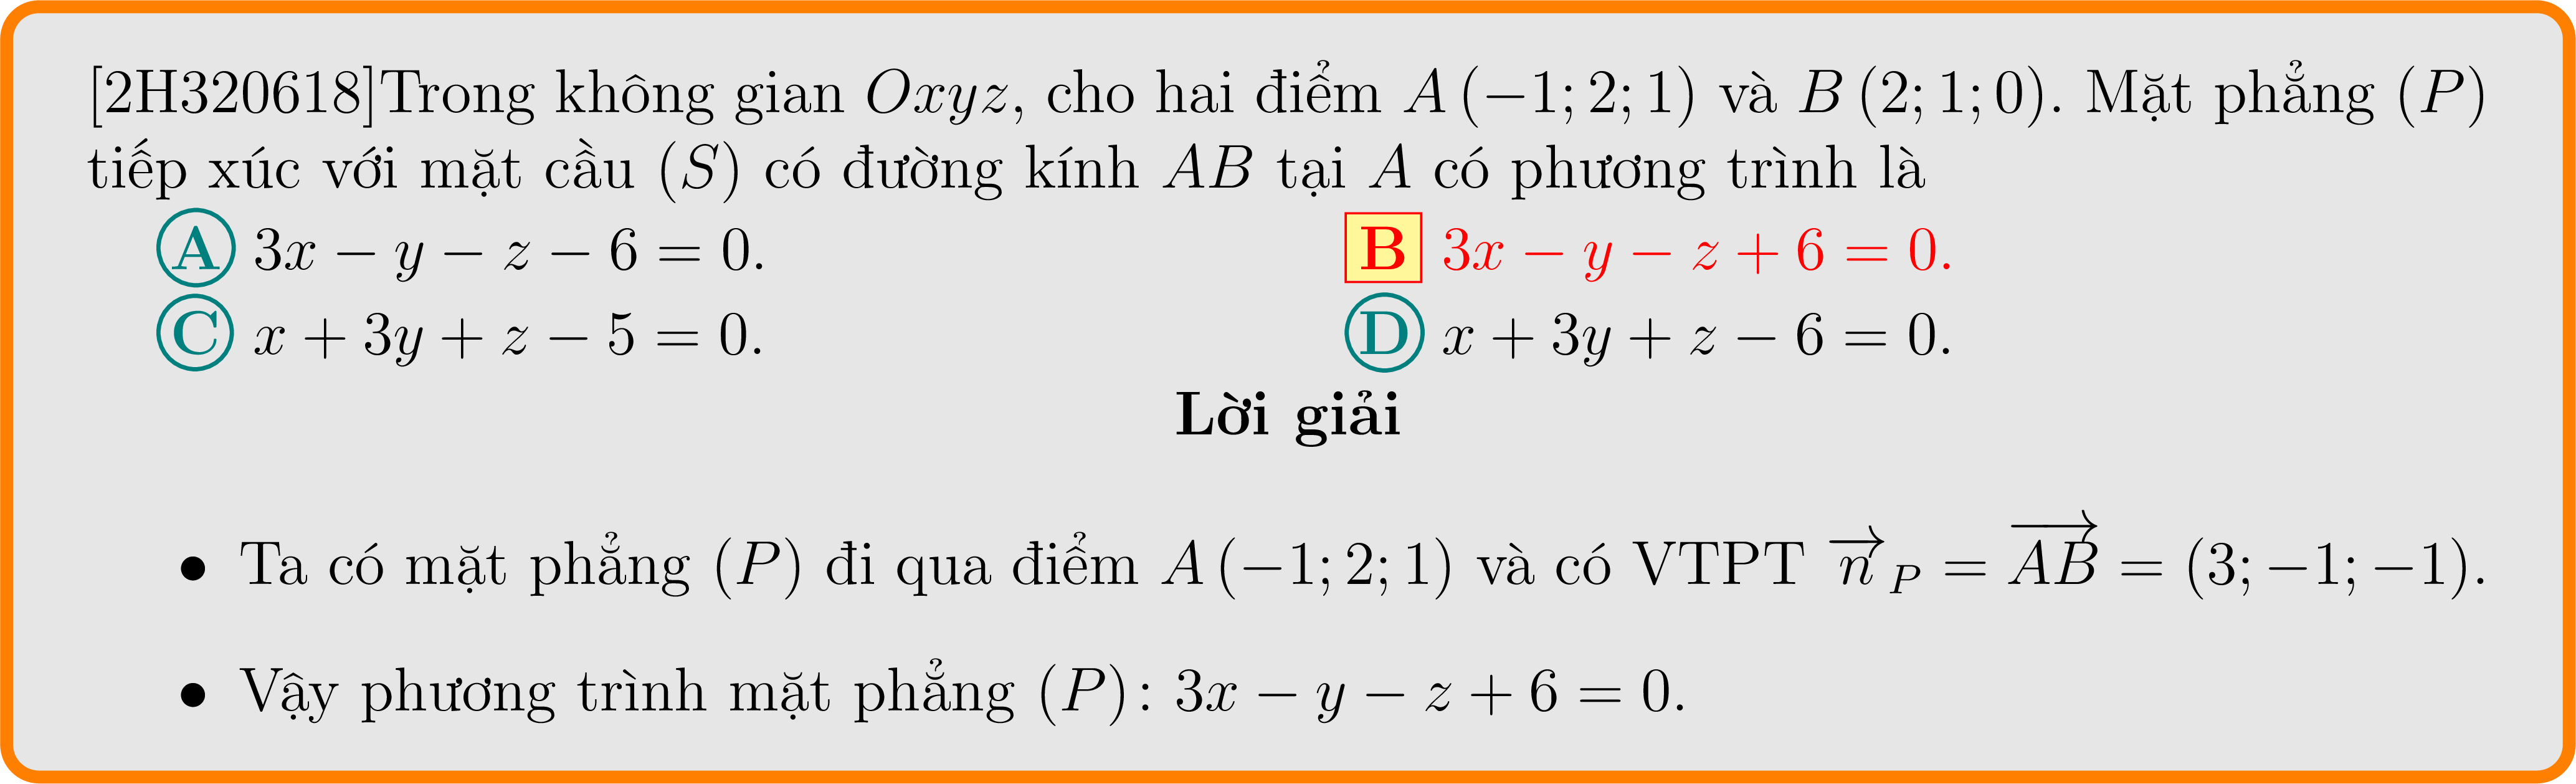 [2H320618]Trong không gian Oxyz, cho hai điểm A (−1; 2; 1) và B (2; 1; 0). Mặt phẳng (P)
tiếp xúc với mặt cầu (S) có đường kính AB tại A có phương trình là
A 3x − y − z − 6 = 0. B 3x − y − z + 6 = 0.
C x + 3y + z − 5 = 0. D x + 3y + z − 6 = 0.
Lời giải
• Ta có mặt phẳng (P) đi qua điểm A (−1; 2; 1) và có VTPT n⃗_P = A⃗B⃗ = (3; −1; −1).
• Vậy phương trình mặt phẳng (P): 3x − y − z + 6 = 0.